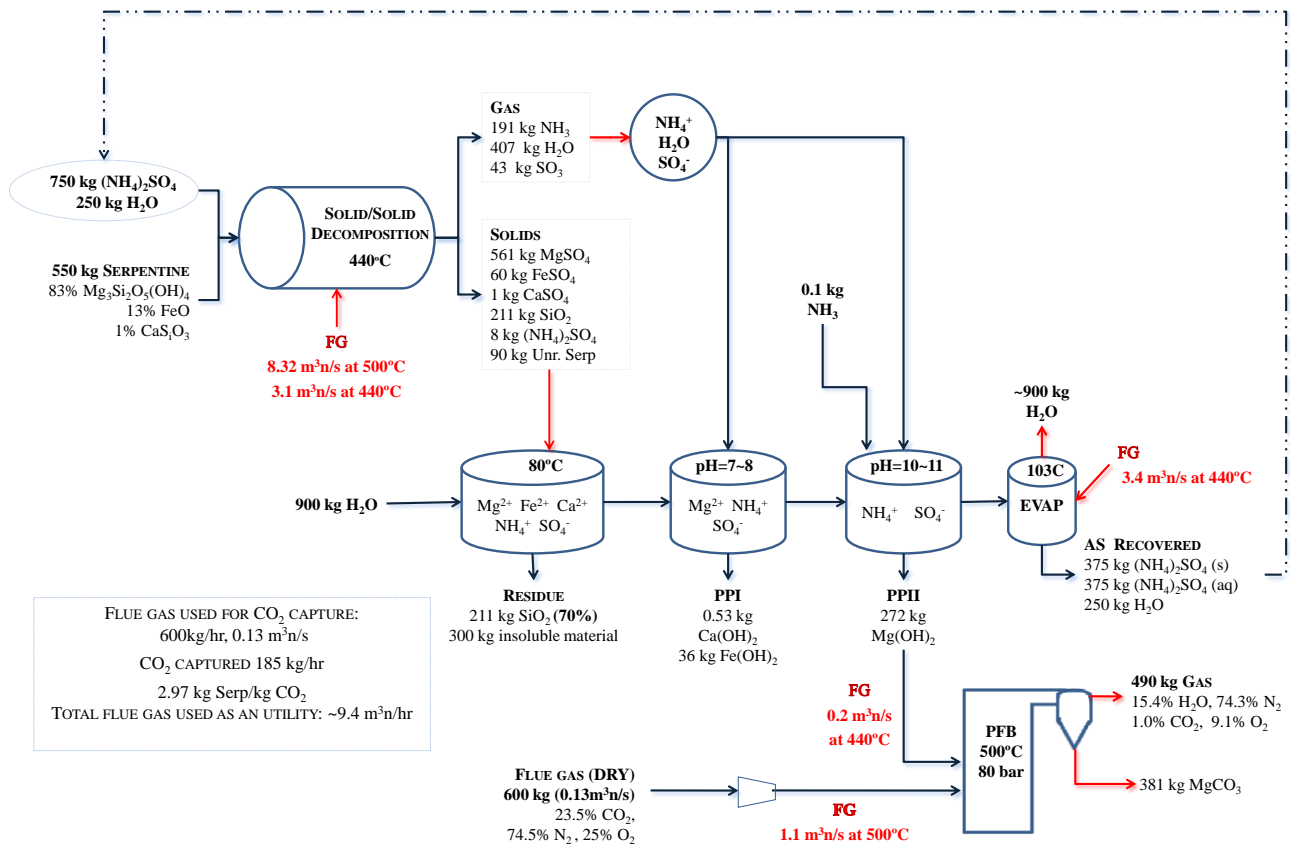 750 kg (NH₄)₂SO₄
250 kg H₂O
550 kg SERPENTINE
83% Mg₃Si₂O₅(OH)₄
13% FeO
1% CaSᵢO₃
SOLID/SOLID
DECOMPOSITION
440ºC
FG
8.32 m³n/s at 500ºC
3.1 m³n/s at 440ºC
GAS
191 kg NH₃
407 kg H₂O
43 kg SO₃
NH₄⁺
H₂O
SO₄⁻
SOLIDS
561 kg MgSO₄
60 kg FeSO₄
1 kg CaSO₄
211 kg SiO₂
8 kg (NH₄)₂SO₄
90 kg Unr. Serp
0.1 kg
NH₃
900 kg H₂O
80ºC
Mg²⁺ Fe²⁺ Ca²⁺
NH₄⁺ SO₄⁻
pH=7~8
Mg²⁺ NH₄⁺
SO₄⁻
pH=10~11
NH₄⁺ SO₄⁻
~900 kg
H₂O
103C
EVAP
FG
3.4 m³n/s at 440ºC
AS RECOVERED
375 kg (NH₄)₂SO₄ (s)
375 kg (NH₄)₂SO₄ (aq)
250 kg H₂O
RESIDUE
211 kg SiO₂ (70%)
300 kg insoluble material
PPI
0.53 kg
Ca(OH)₂
36 kg Fe(OH)₂
PPII
272 kg
Mg(OH)₂
FLUE GAS USED FOR CO₂ CAPTURE:
600kg/hr, 0.13 m³n/s
CO₂ CAPTURED 185 kg/hr
2.97 kg Serp/kg CO₂
TOTAL FLUE GAS USED AS AN UTILITY: ~9.4 m³n/hr
FG
0.2 m³n/s
at 440ºC
PFB
500ºC
80 bar
490 kg GAS
15.4% H₂O, 74.3% N₂
1.0% CO₂, 9.1% O₂
381 kg MgCO₃
FLUE GAS (DRY)
600 kg (0.13m³n/s)
23.5% CO₂,
74.5% N₂ , 25% O₂
FG
1.1 m³n/s at 500ºC